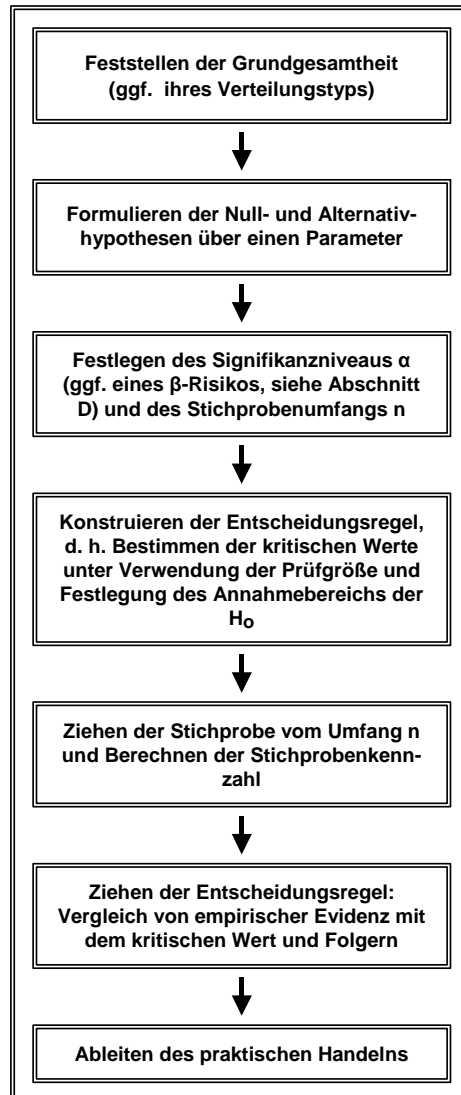 Feststellen der Grundgesamtheit
(ggf. ihres Verteilungstyps)
Formulieren der Null- und Alternativ-
hypothesen über einen Parameter
Festlegen des Signifikanzniveaus α
(ggf. eines β-Risikos, siehe Abschnitt
D) und des Stichprobenumfangs n
Konstruieren der Entscheidungsregel,
d. h. Bestimmen der kritischen Werte
unter Verwendung der Prüfgröße und
Festlegung des Annahmebereichs der
Ho
Ziehen der Stichprobe vom Umfang n
und Berechnen der Stichprobenkenn-
zahl
Ziehen der Entscheidungsregel:
Vergleich von empirischer Evidenz mit
dem kritischen Wert und Folgern
Ableiten des praktischen Handelns